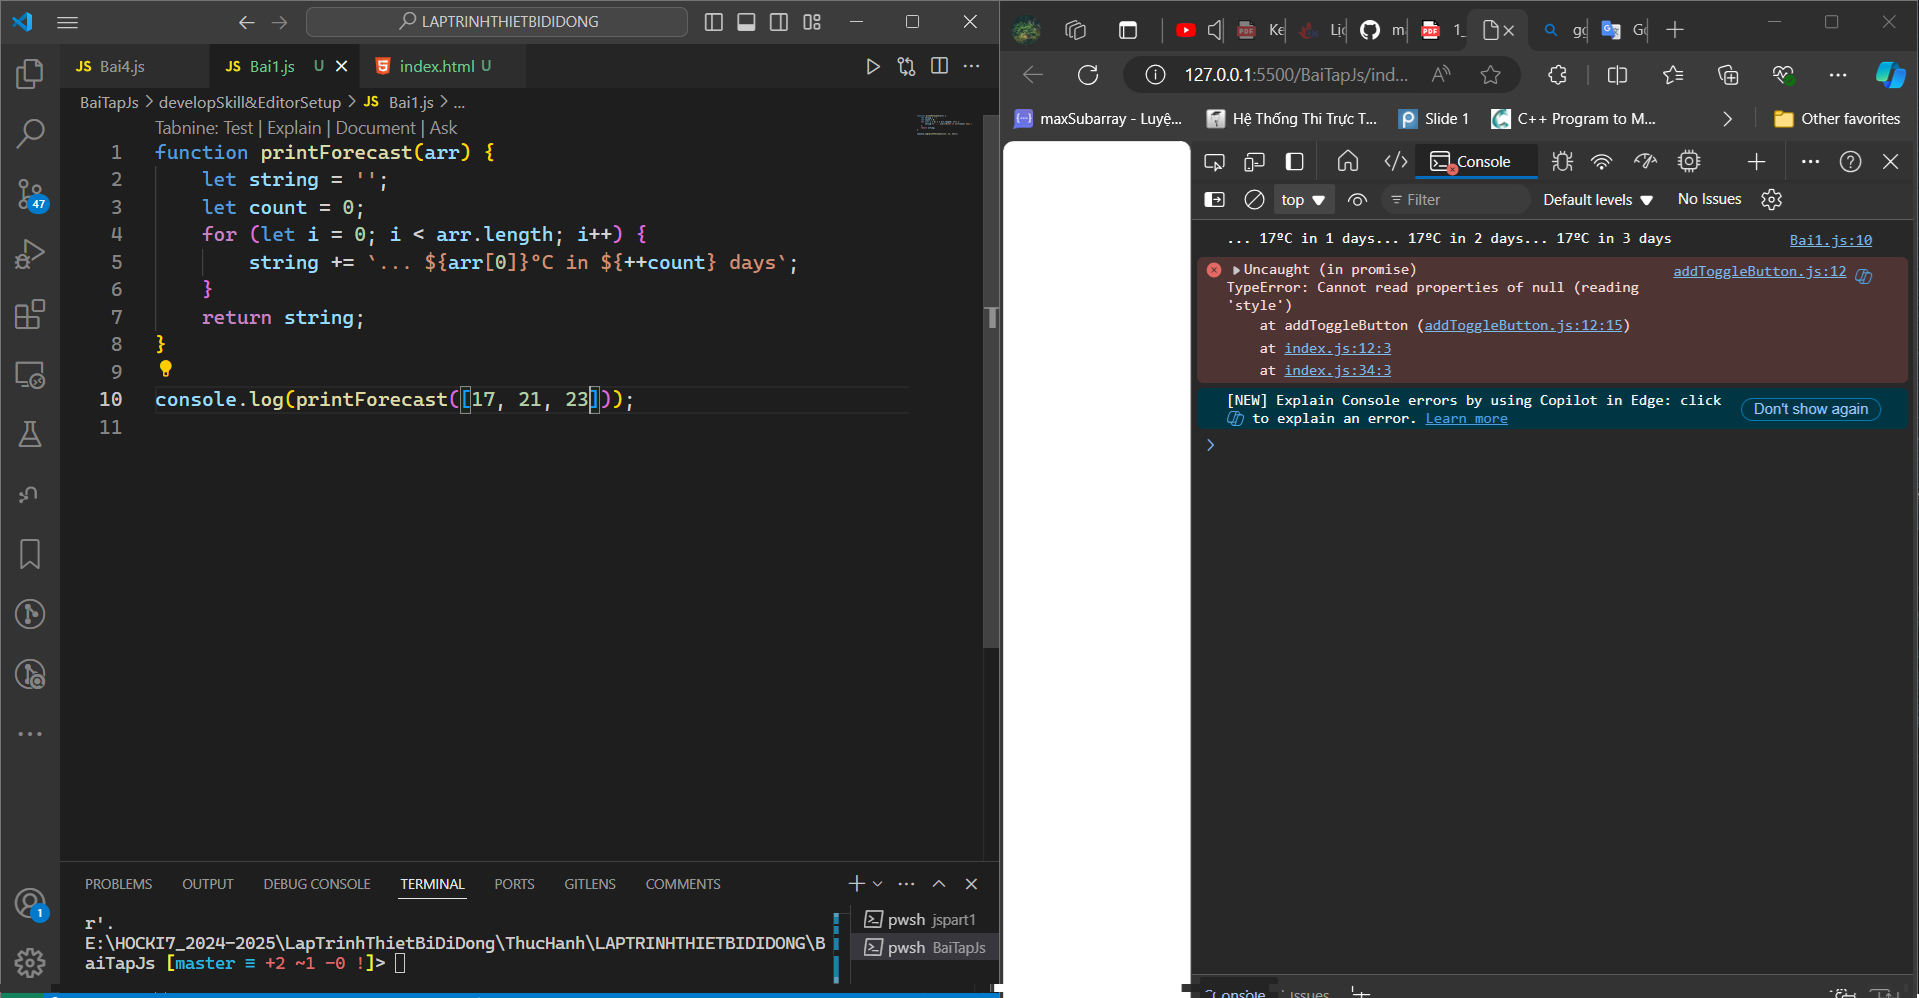 LAPTRINHTHIETBIDIDONG
JS Bai4.js
JS Bai1.js U
index.html U
BaiTapJs > developSkill&EditorSetup > JS Bai1.js > ...
Tabnine: Test | Explain | Document | Ask
1 function printForecast(arr) {
2 let string = '';
3 let count = 0;
4 for (let i = 0; i < arr.length; i++) {
5 string += `... ${arr[0]}ºC in ${++count} days`;
6 }
7 return string;
8 }
9
10 console.log(printForecast([17, 21, 23]));
11
47
1
PROBLEMS OUTPUT DEBUG CONSOLE TERMINAL PORTS GITLENS COMMENTS
r'.
E:\HOCKI7_2024-2025\LapTrinhThietBiDiDong\ThucHanh\LAPTRINHTHIETBIDIDONG\B
aiTapJs [master ≡ +2 ~1 -0 !]>
pwsh jspart1
pwsh BaiTapJs
PDF Ke
Lịc
m
PDF 1_
gg
Go
127.0.0.1:5500/BaiTapJs/ind...
maxSubarray - Luyệ...
Hệ Thống Thi Trực T...
Slide 1
C++ Program to M...
Other favorites
Console
top
Filter
Default levels
No Issues
... 17ºC in 1 days... 17ºC in 2 days... 17ºC in 3 days Bai1.js:10
Uncaught (in promise) addToggleButton.js:12
TypeError: Cannot read properties of null (reading
'style')
at addToggleButton (addToggleButton.js:12:15)
at index.js:12:3
at index.js:34:3
[NEW] Explain Console errors by using Copilot in Edge: click
to explain an error. Learn more
Don't show again
Console Issues